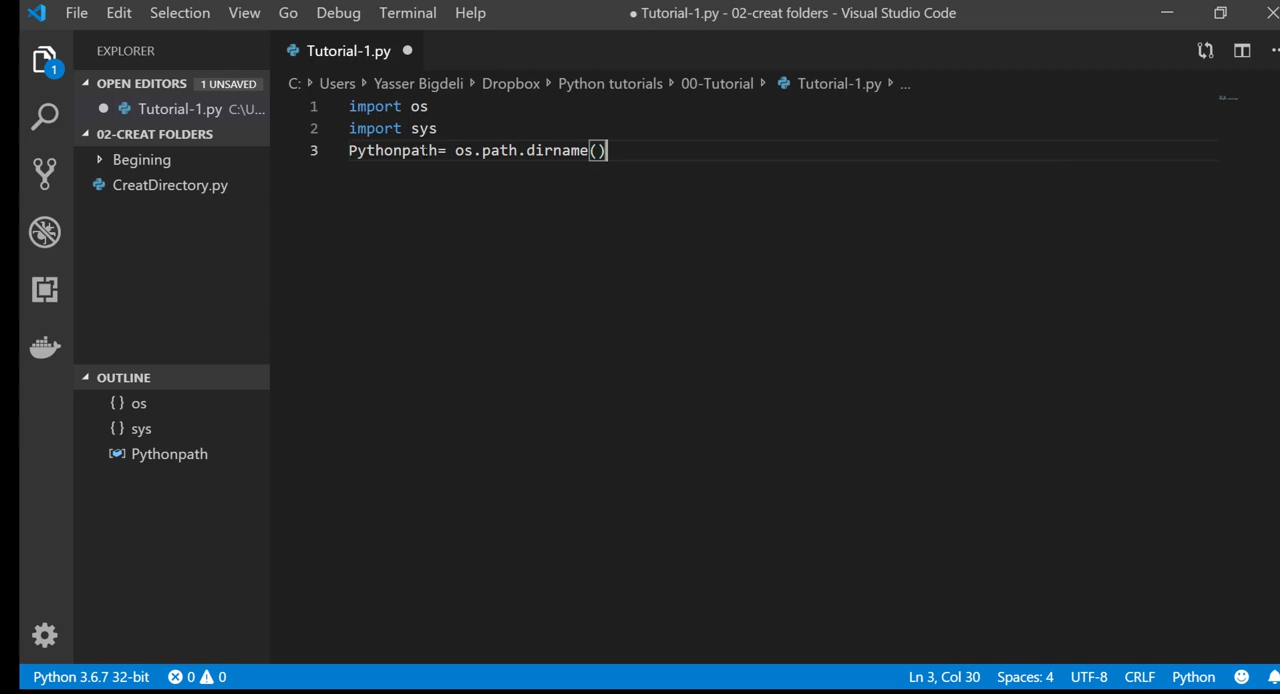 File Edit Selection View Go Debug Terminal Help
● Tutorial-1.py - 02-creat folders - Visual Studio Code
EXPLORER
OPEN EDITORS 1 UNSAVED
Tutorial-1.py C:\U...
02-CREAT FOLDERS
Begining
CreatDirectory.py
OUTLINE
{} os
{} sys
Pythonpath
1
Tutorial-1.py
C: Users Yasser Bigdeli Dropbox Python tutorials 00-Tutorial Tutorial-1.py ...
1 import os
2 import sys
3 Pythonpath= os.path.dirname()
Python 3.6.7 32-bit 0 0 Ln 3, Col 30 Spaces: 4 UTF-8 CRLF Python